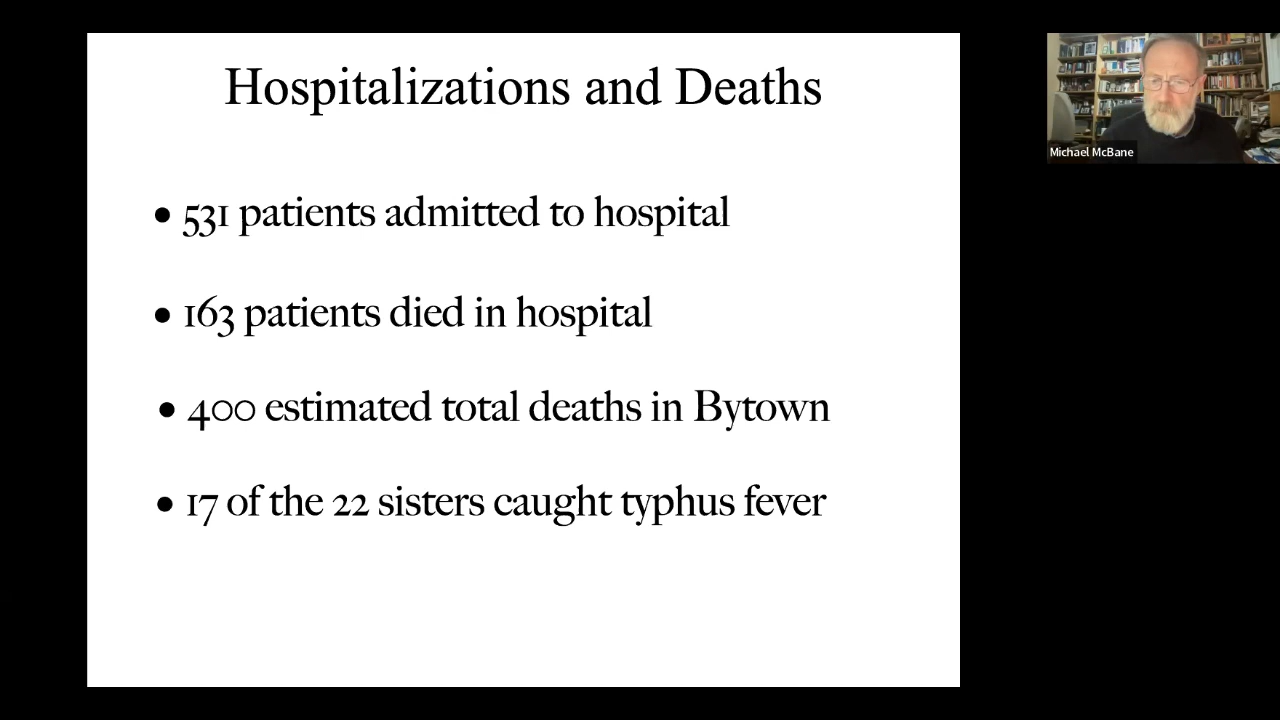 Hospitalizations and Deaths
• 531 patients admitted to hospital
• 163 patients died in hospital
• 400 estimated total deaths in Bytown
• 17 of the 22 sisters caught typhus fever
Michael McBane